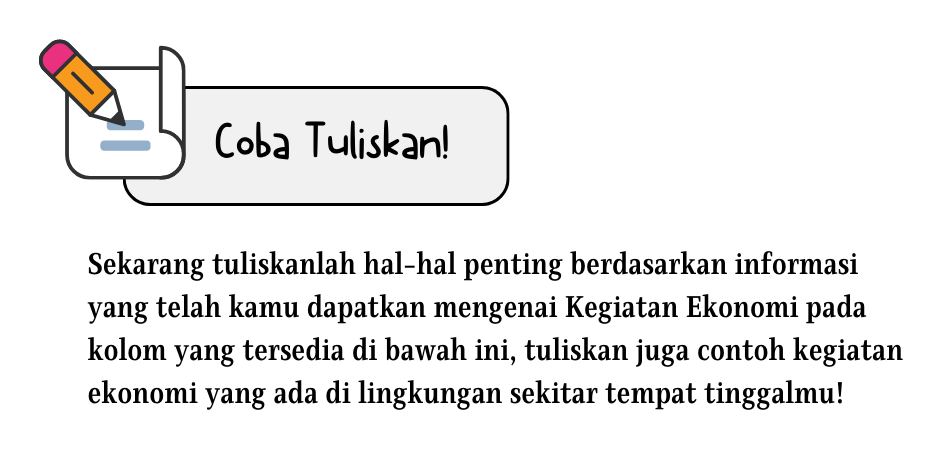 Coba Tuliskan!
Sekarang tuliskanlah hal-hal penting berdasarkan informasi
yang telah kamu dapatkan mengenai Kegiatan Ekonomi pada
kolom yang tersedia di bawah ini, tuliskan juga contoh kegiatan
ekonomi yang ada di lingkungan sekitar tempat tinggalmu!